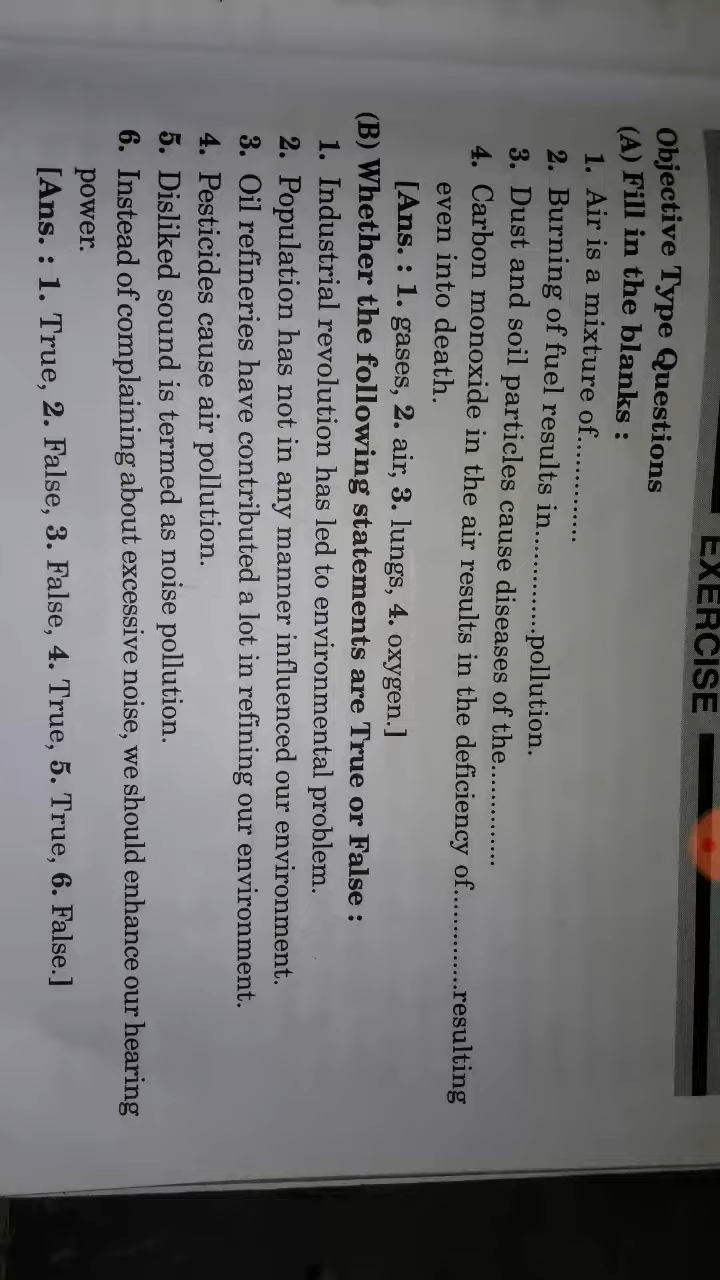 EXERCISE
Objective Type Questions
(A) Fill in the blanks :
1. Air is a mixture of..............
2. Burning of fuel results in..............pollution.
3. Dust and soil particles cause diseases of the..............
4. Carbon monoxide in the air results in the deficiency of..............resulting
even into death.
[Ans. : 1. gases, 2. air, 3. lungs, 4. oxygen.]
(B) Whether the following statements are True or False :
1. Industrial revolution has led to environmental problem.
2. Population has not in any manner influenced our environment.
3. Oil refineries have contributed a lot in refining our environment.
4. Pesticides cause air pollution.
5. Disliked sound is termed as noise pollution.
6. Instead of complaining about excessive noise, we should enhance our hearing
power.
[Ans. : 1. True, 2. False, 3. False, 4. True, 5. True, 6. False.]